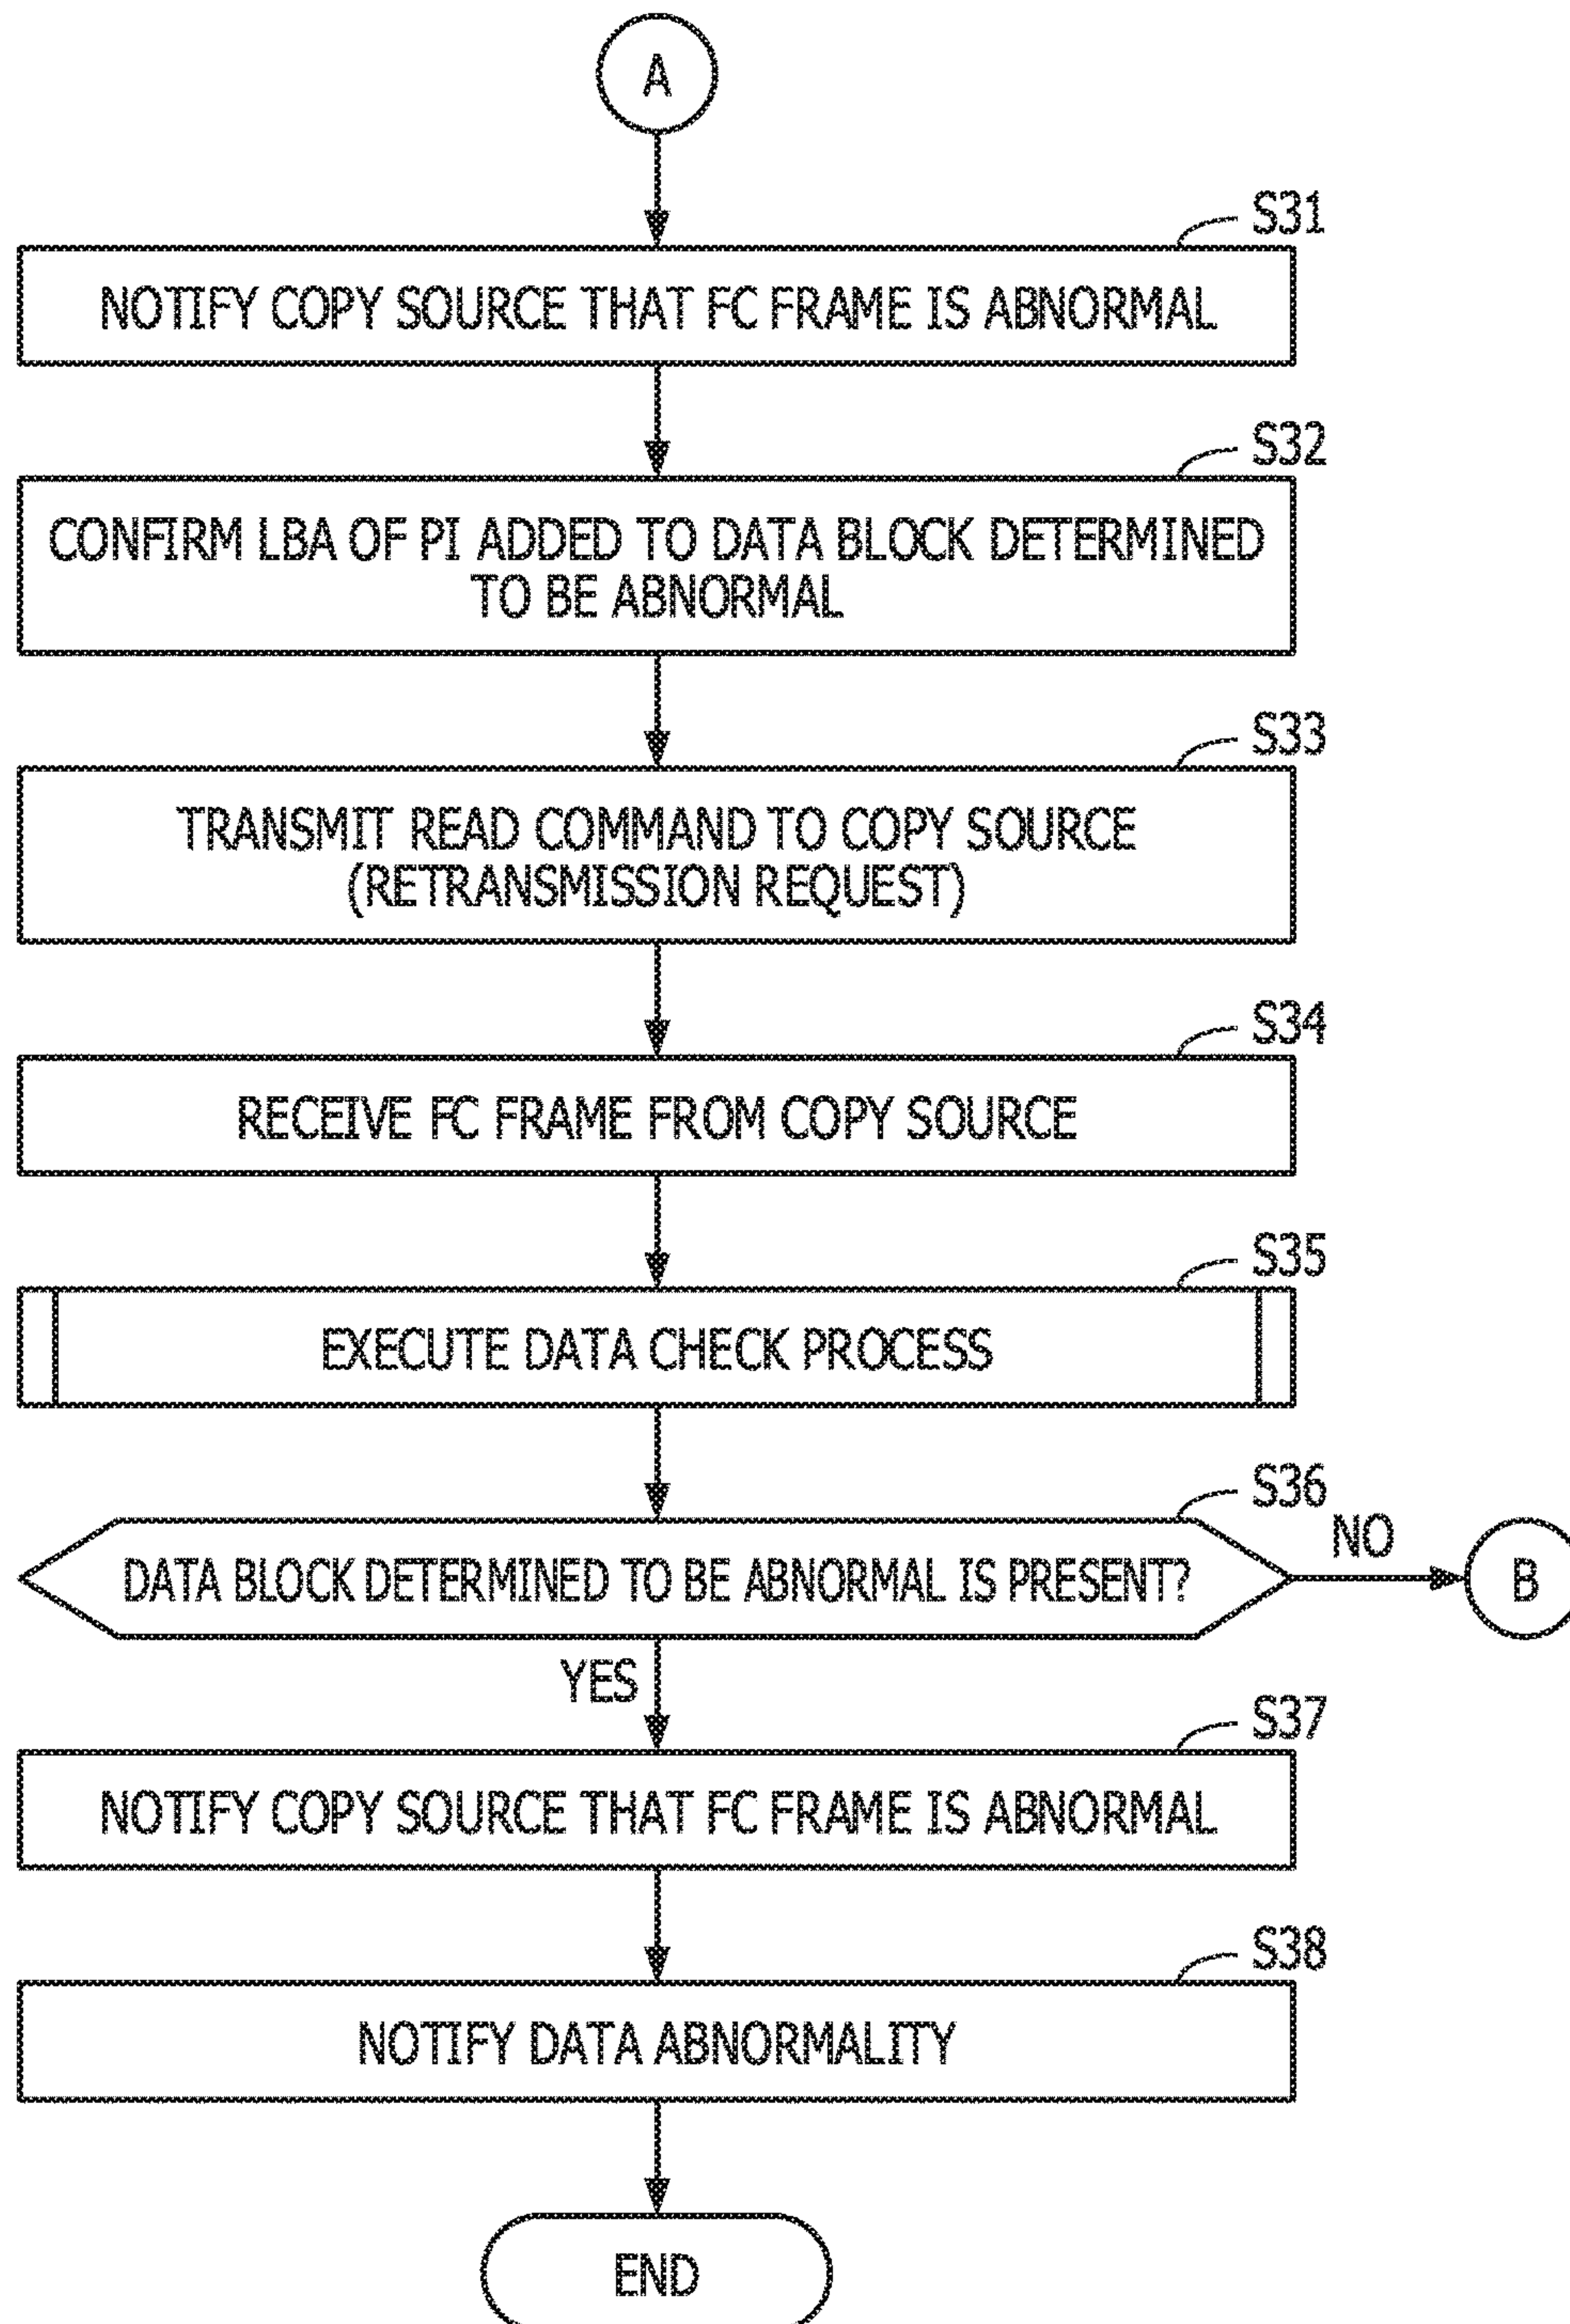 A
S31
NOTIFY COPY SOURCE THAT FC FRAME IS ABNORMAL
S32
CONFIRM LBA OF PI ADDED TO DATA BLOCK DETERMINED
TO BE ABNORMAL
S33
TRANSMIT READ COMMAND TO COPY SOURCE
(RETRANSMISSION REQUEST)
S34
RECEIVE FC FRAME FROM COPY SOURCE
S35
EXECUTE DATA CHECK PROCESS
S36
DATA BLOCK DETERMINED TO BE ABNORMAL IS PRESENT?
NO
B
YES
S37
NOTIFY COPY SOURCE THAT FC FRAME IS ABNORMAL
S38
NOTIFY DATA ABNORMALITY
END